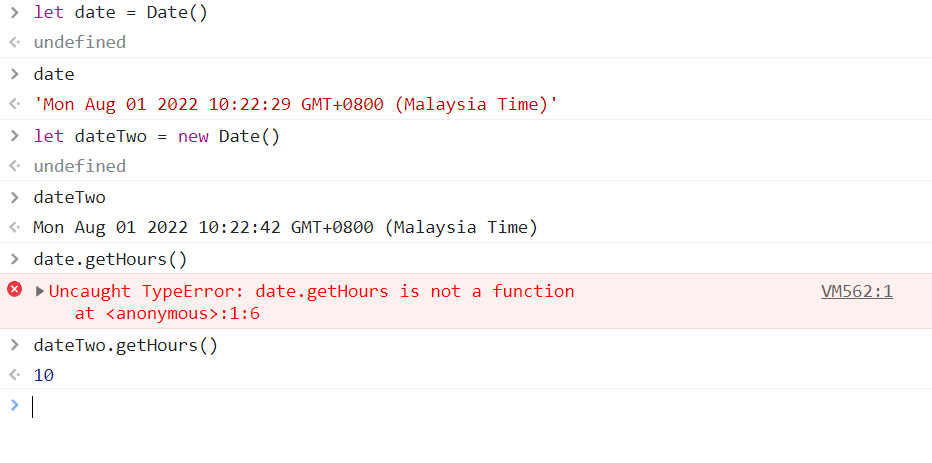 let date = Date()
undefined
date
'Mon Aug 01 2022 10:22:29 GMT+0800 (Malaysia Time)'
let dateTwo = new Date()
undefined
dateTwo
Mon Aug 01 2022 10:22:42 GMT+0800 (Malaysia Time)
date.getHours()
Uncaught TypeError: date.getHours is not a function VM562:1
at <anonymous>:1:6
dateTwo.getHours()
10